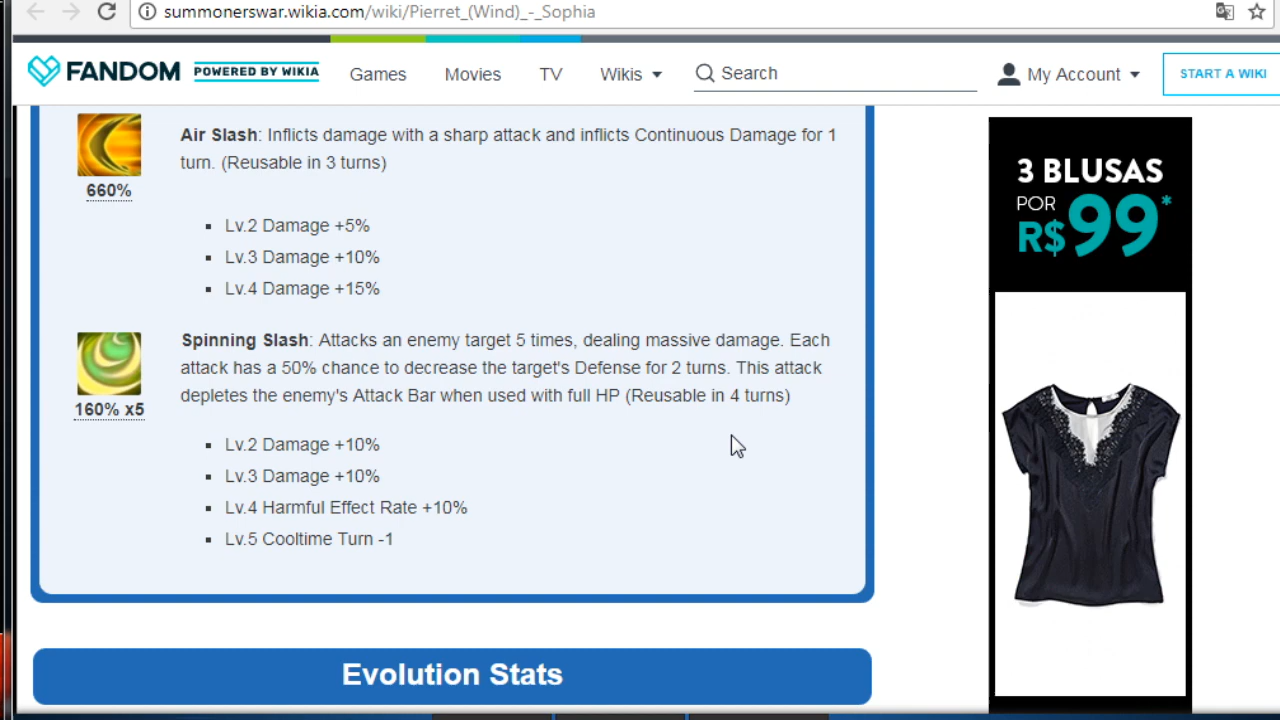 summonerswar.wikia.com/wiki/Pierret_(Wind)_-_Sophia
FANDOM POWERED BY WIKIA Games Movies TV Wikis Search My Account START A WIKI
Air Slash: Inflicts damage with a sharp attack and inflicts Continuous Damage for 1
turn. (Reusable in 3 turns)
660%
Lv.2 Damage +5%
Lv.3 Damage +10%
Lv.4 Damage +15%
Spinning Slash: Attacks an enemy target 5 times, dealing massive damage. Each
attack has a 50% chance to decrease the target's Defense for 2 turns. This attack
depletes the enemy's Attack Bar when used with full HP (Reusable in 4 turns)
160% x5
Lv.2 Damage +10%
Lv.3 Damage +10%
Lv.4 Harmful Effect Rate +10%
Lv.5 Cooltime Turn -1
Evolution Stats
3 BLUSAS
POR
R$99*